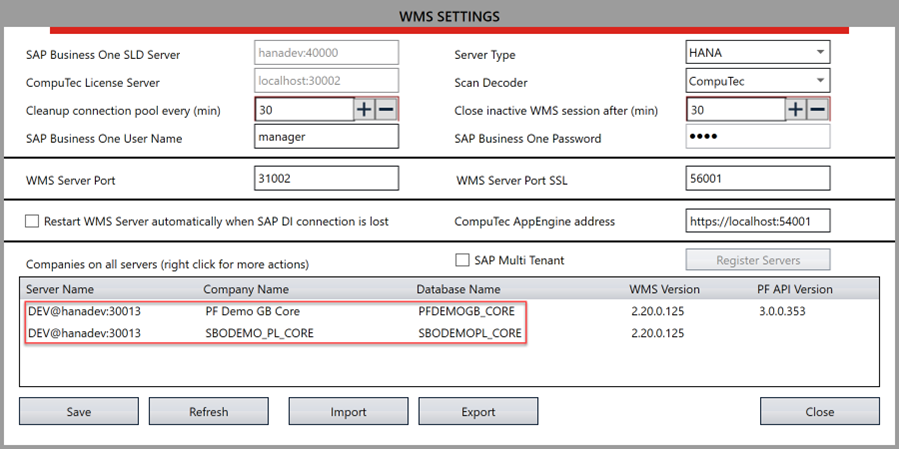 WMS SETTINGS
SAP Business One SLD Server hanadev:40000 Server Type HANA
CompuTec License Server localhost:30002 Scan Decoder CompuTec
Cleanup connection pool every (min) 30 Close inactive WMS session after (min) 30
SAP Business One User Name manager SAP Business One Password ●●●●
WMS Server Port 31002 WMS Server Port SSL 56001
Restart WMS Server automatically when SAP DI connection is lost CompuTec AppEngine address https://localhost:54001
Companies on all servers (right click for more actions) SAP Multi Tenant Register Servers
Server Name Company Name Database Name WMS Version PF API Version
DEV@hanadev:30013 PF Demo GB Core PFDEMOGB_CORE 2.20.0.125 3.0.0.353
DEV@hanadev:30013 SBODEMO_PL_CORE SBODEMOPL_CORE 2.20.0.125
Save Refresh Import Export Close